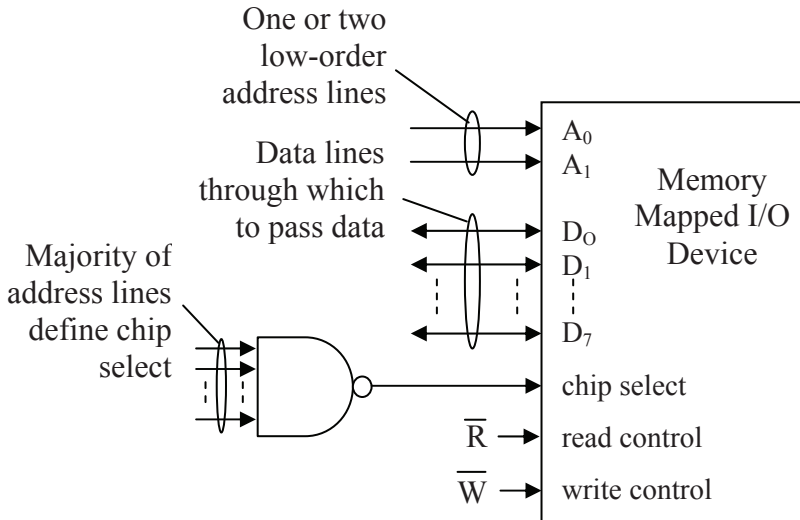 One or two
low-order
address lines
Data lines
through which
to pass data
Majority of
address lines
define chip
select
A₀
A₁
D_O
D₁
D₇
Memory
Mapped I/O
Device
chip select
R̅ read control
W̅ write control